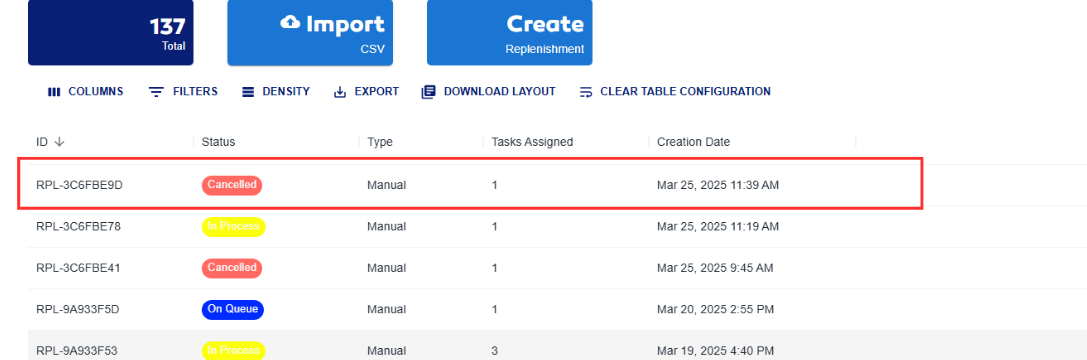 137
Total
Import
CSV
Create
Replenishment
COLUMNS FILTERS DENSITY EXPORT DOWNLOAD LAYOUT CLEAR TABLE CONFIGURATION
ID Status Type Tasks Assigned Creation Date
RPL-3C6FBE9D Cancelled Manual 1 Mar 25, 2025 11:39 AM
RPL-3C6FBE78 In Process Manual 1 Mar 25, 2025 11:19 AM
RPL-3C6FBE41 Cancelled Manual 1 Mar 25, 2025 9:45 AM
RPL-9A933F5D On Queue Manual 1 Mar 20, 2025 2:55 PM
RPL-9A933F53 In Process Manual 3 Mar 19, 2025 4:40 PM